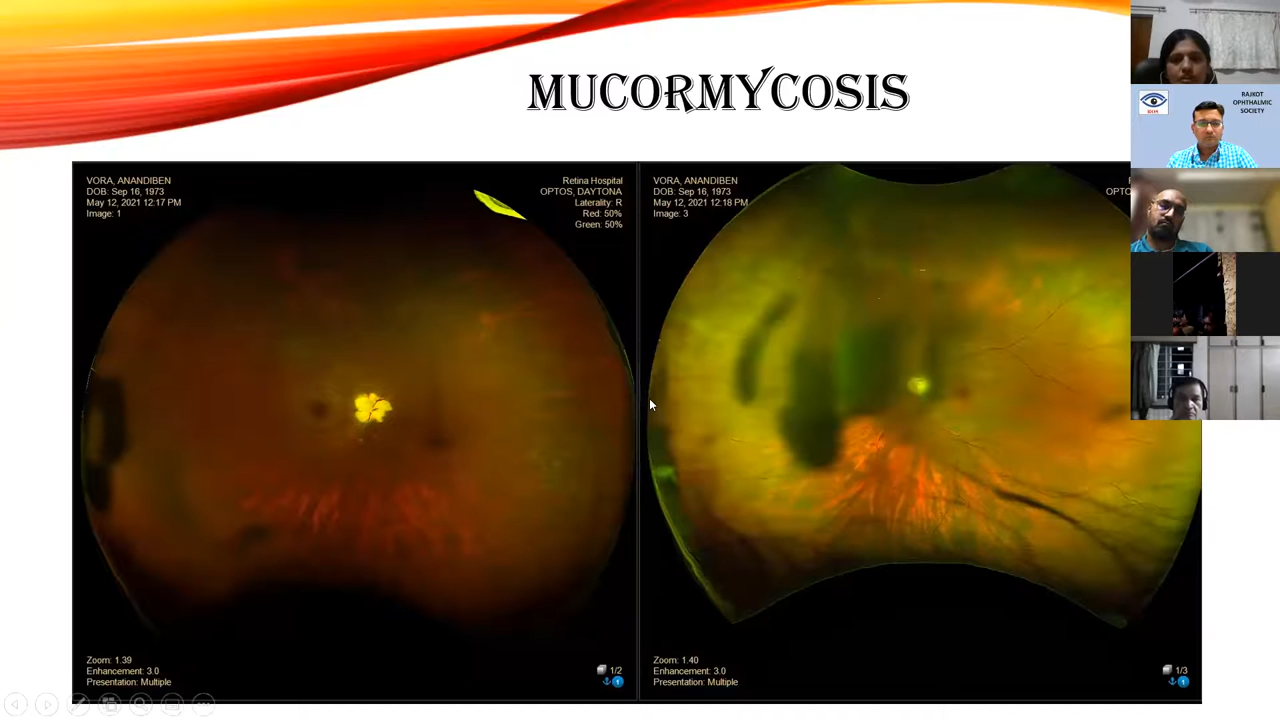 MUCORMYCOSIS
VORA, ANANDIBEN
DOB: Sep 16, 1973
May 12, 2021 12:17 PM
Image: 1
Retina Hospital
OPTOS, DAYTONA
Laterality: R
Red: 50%
Green: 50%
Zoom: 1.39
Enhancement: 3.0
Presentation: Multiple
1/2
1
VORA, ANANDIBEN
DOB: Sep 16, 1973
May 12, 2021 12:18 PM
Image: 3
OPTO
Zoom: 1.40
Enhancement: 3.0
Presentation: Multiple
1/3
1
RAJKOT
OPHTHALMIC
SOCIETY